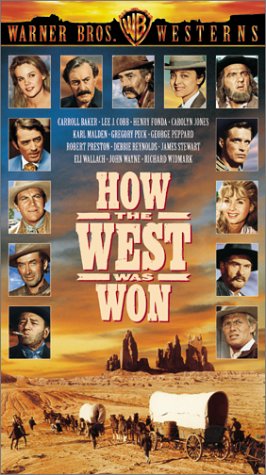 WARNER BROS. WB WESTERNS
CARROLL BAKER · LEE J. COBB · HENRY FONDA · CAROLYN JONES
KARL MALDEN · GREGORY PECK · GEORGE PEPPARD
ROBERT PRESTON · DEBBIE REYNOLDS · JAMES STEWART
ELI WALLACH · JOHN WAYNE · RICHARD WIDMARK
HOW
THE
WEST
WAS
WON